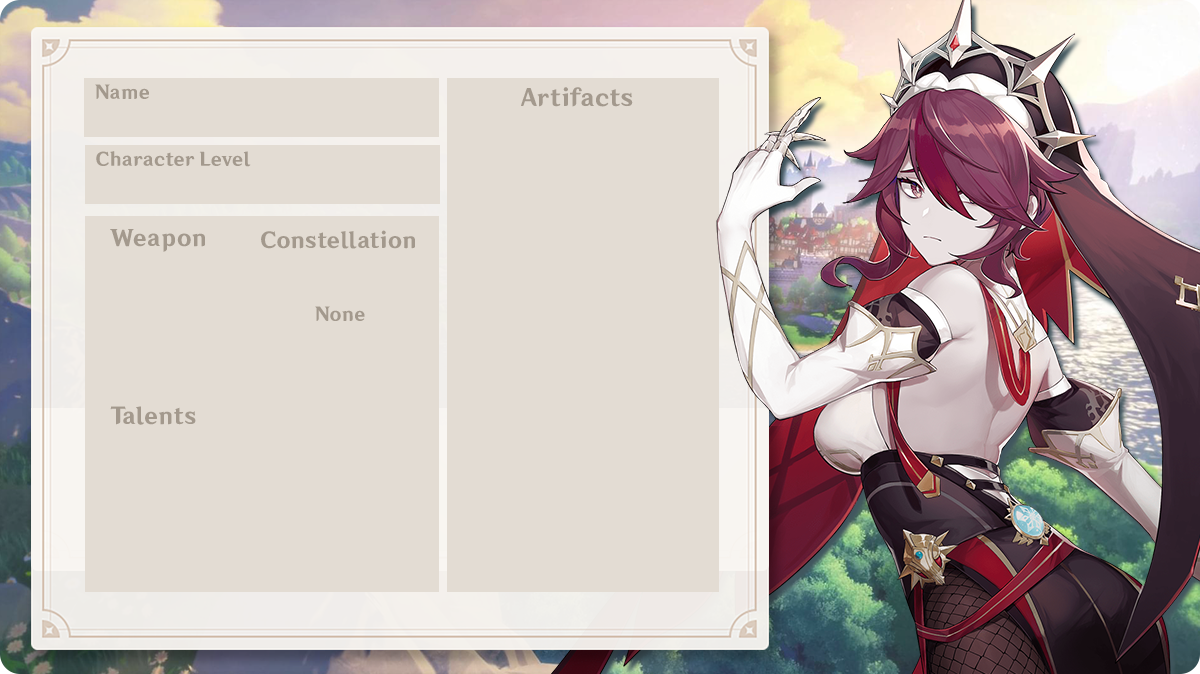 Name
Artifacts
Character Level
Weapon
Constellation
None
Talents